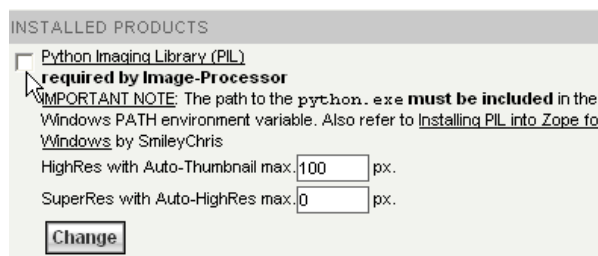 INSTALLED PRODUCTS
Python Imaging Library (PIL)
required by Image-Processor
IMPORTANT NOTE: The path to the python.exe must be included in the
Windows PATH environment variable. Also refer to Installing PIL into Zope fo
Windows by SmileyChris
HighRes with Auto-Thumbnail max. 100 px.
SuperRes with Auto-HighRes max. 0 px.
Change